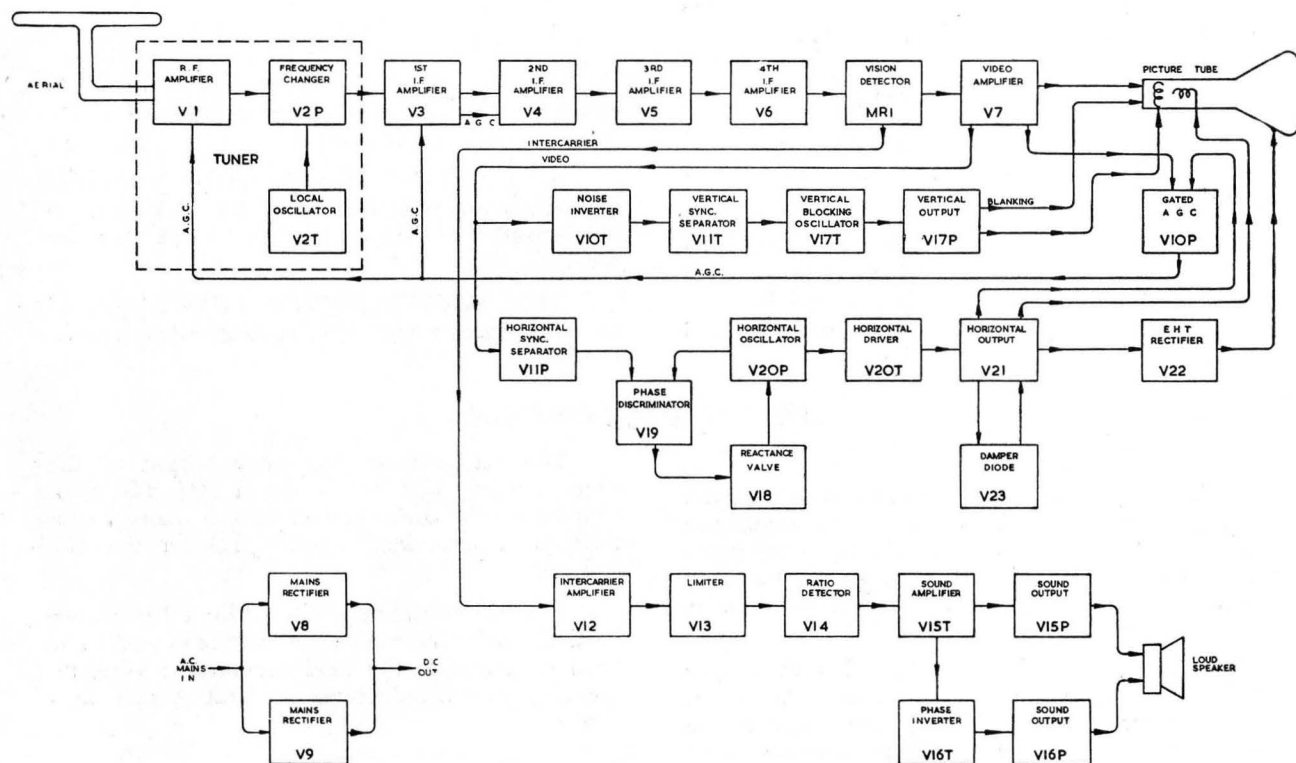 AERIAL
R.F.
AMPLIFIER
V1
FREQUENCY
CHANGER
V2P
TUNER
LOCAL
OSCILLATOR
V2T
A.G.C.
1ST
I.F
AMPLIFIER
V3
A.G.C
2ND
I.F AMPLIFIER
V4
3RD
I.F AMPLIFIER
V5
4TH
I.F AMPLIFIER
V6
VISION
DETECTOR
MR1
VIDEO
AMPLIFIER
V7
PICTURE TUBE
INTERCARRIER
VIDEO
A.G.C
NOISE
INVERTER
V10T
VERTICAL
SYNC.
SEPARATOR
V11T
VERTICAL
BLOCKING
OSCILLATOR
V17T
VERTICAL
OUTPUT
V17P
BLANKING
GATED
A G C
V10P
A.G.C.
HORIZONTAL
SYNC.
SEPARATOR
V11P
PHASE
DISCRIMINATOR
V19
HORIZONTAL
OSCILLATOR
V20P
HORIZONTAL
DRIVER
V20T
HORIZONTAL
OUTPUT
V21
EHT
RECTIFIER
V22
REACTANCE
VALVE
V18
DAMPER
DIODE
V23
MAINS
RECTIFIER
V8
A.C.
MAINS
IN
D.C
OUT
MAINS
RECTIFIER
V9
INTERCARRIER
AMPLIFIER
V12
LIMITER
V13
RATIO
DETECTOR
V14
SOUND
AMPLIFIER
V15T
SOUND
OUTPUT
V15P
LOUD
SPEAKER
PHASE
INVERTER
V16T
SOUND
OUTPUT
V16P